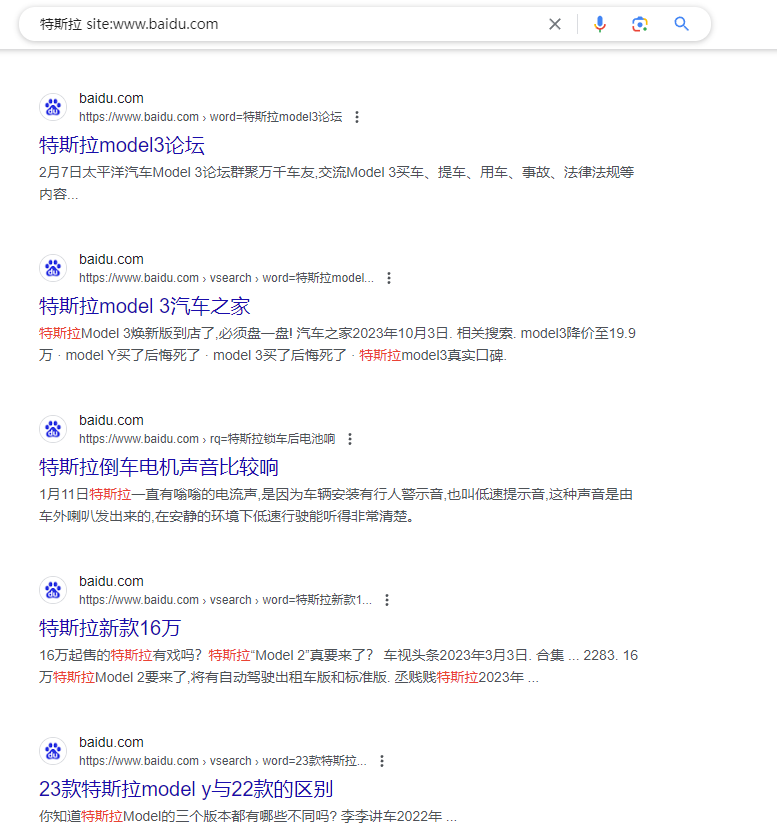 特斯拉 site:www.baidu.com
baidu.com
https://www.baidu.com › word=特斯拉model3论坛
特斯拉model3论坛
2月7日太平洋汽车Model 3论坛群聚万千车友,交流Model 3买车、提车、用车、事故、法律法规等
内容...
baidu.com
https://www.baidu.com › vsearch › word=特斯拉model...
特斯拉model 3汽车之家
特斯拉Model 3焕新版到店了,必须盘一盘! 汽车之家2023年10月3日. 相关搜索. model3降价至19.9
万 · model Y买了后悔死了 · model 3买了后悔死了 · 特斯拉model3真实口碑.
baidu.com
https://www.baidu.com › rq=特斯拉锁车后电池响
特斯拉倒车电机声音比较响
1月11日特斯拉一直有嗡嗡的电流声,是因为车辆安装有行人警示音,也叫低速提示音,这种声音是由
车外喇叭发出来的,在安静的环境下低速行驶能听得非常清楚。
baidu.com
https://www.baidu.com › vsearch › word=特斯拉新款1...
特斯拉新款16万
16万起售的特斯拉有戏吗？特斯拉“Model 2”真要来了？ 车视头条2023年3月3日. 合集 ... 2283. 16
万特斯拉Model 2要来了,将有自动驾驶出租车版和标准版. 丞贱贱特斯拉2023年 ...
baidu.com
https://www.baidu.com › vsearch › word=23款特斯拉...
23款特斯拉model y与22款的区别
你知道特斯拉Model的三个版本都有哪些不同吗? 李李讲车2022年 ...